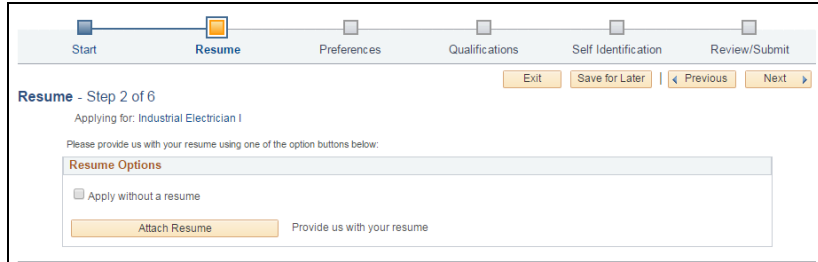 Start Resume Preferences Qualifications Self Identification Review/Submit
Exit Save for Later | Previous Next
Resume - Step 2 of 6
Applying for: Industrial Electrician I
Please provide us with your resume using one of the option buttons below:
Resume Options
Apply without a resume
Attach Resume Provide us with your resume